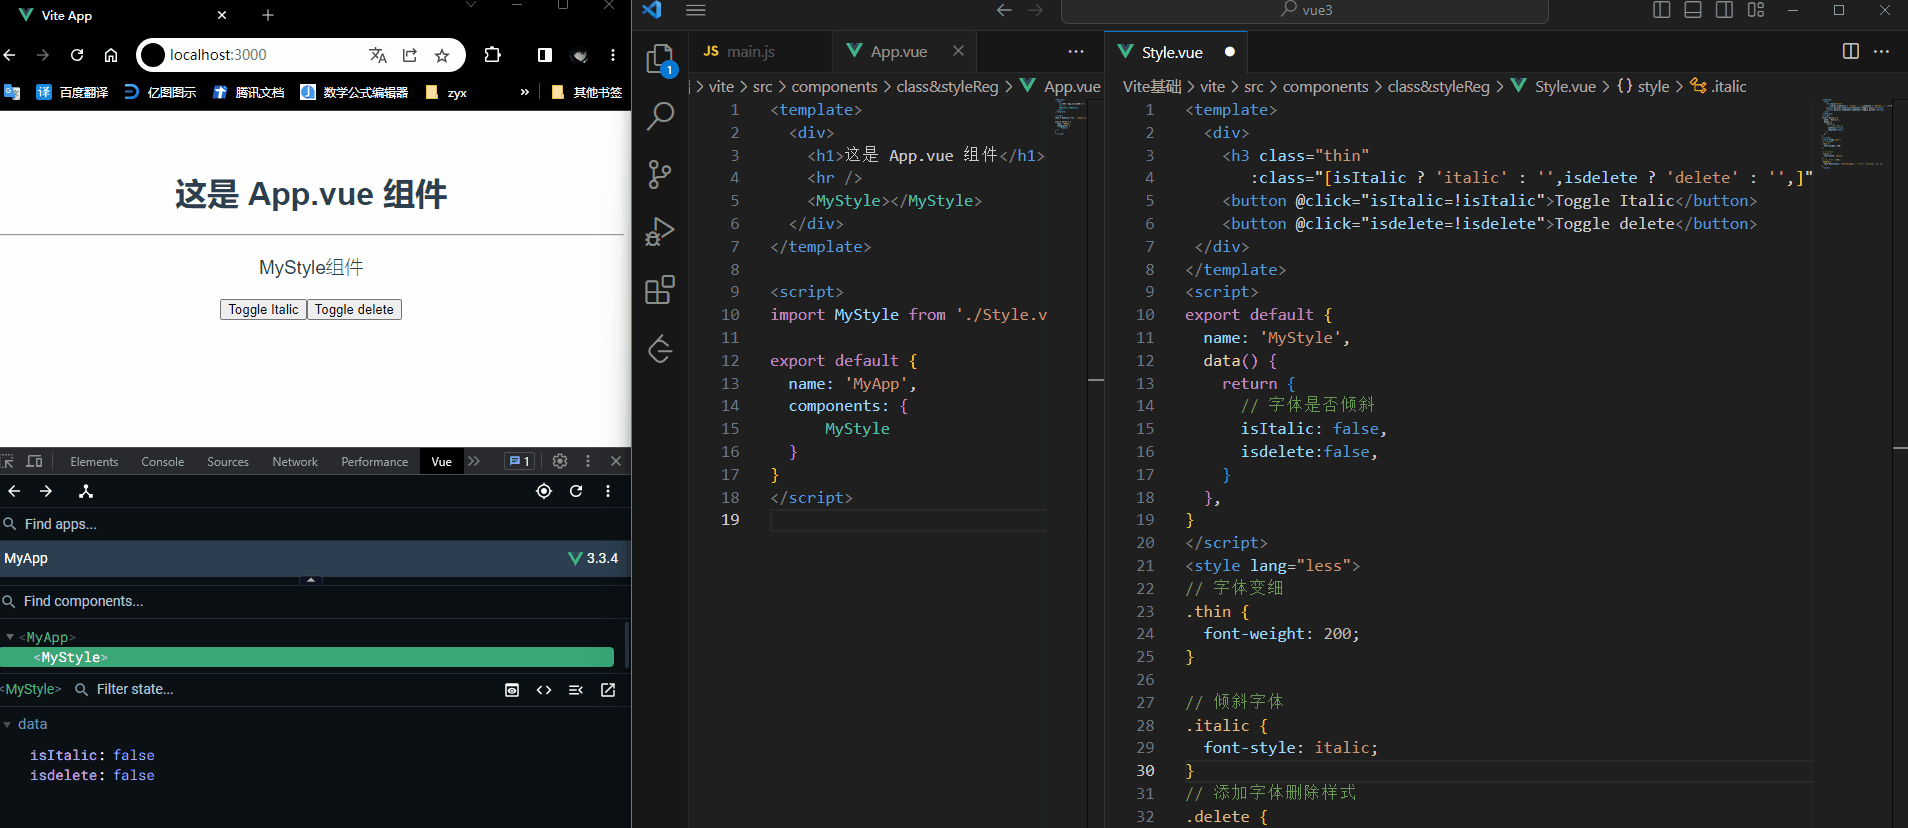 Vite App
localhost:3000
百度翻译 亿图图示 腾讯文档 数学公式编辑器 zyx » 其他书签
这是 App.vue 组件
MyStyle组件
Toggle Italic Toggle delete
Elements Console Sources Network Performance Vue 1
Find apps...
MyApp 3.3.4
Find components...
<MyApp>
<MyStyle>
<MyStyle> Filter state...
data
isItalic: false
isdelete: false
vue3
1
JS main.js App.vue
> vite > src > components > class&styleReg > App.vue
1 <template>
2 <div>
3 <h1>这是 App.vue 组件</h1>
4 <hr />
5 <MyStyle></MyStyle>
6 </div>
7 </template>
8
9 <script>
10 import MyStyle from './Style.v
11
12 export default {
13 name: 'MyApp',
14 components: {
15 MyStyle
16 }
17 }
18 </script>
19
Style.vue
Vite基础 > vite > src > components > class&styleReg > Style.vue > {} style > .italic
1 <template>
2 <div>
3 <h3 class="thin"
4 :class="[isItalic ? 'italic' : '',isdelete ? 'delete' : '',]"
5 <button @click="isItalic=!isItalic">Toggle Italic</button>
6 <button @click="isdelete=!isdelete">Toggle delete</button>
7 </div>
8 </template>
9 <script>
10 export default {
11 name: 'MyStyle',
12 data() {
13 return {
14 // 字体是否倾斜
15 isItalic: false,
16 isdelete:false,
17 }
18 },
19 }
20 </script>
21 <style lang="less">
22 // 字体变细
23 .thin {
24 font-weight: 200;
25 }
26
27 // 倾斜字体
28 .italic {
29 font-style: italic;
30 }
31 // 添加字体删除样式
32 .delete {